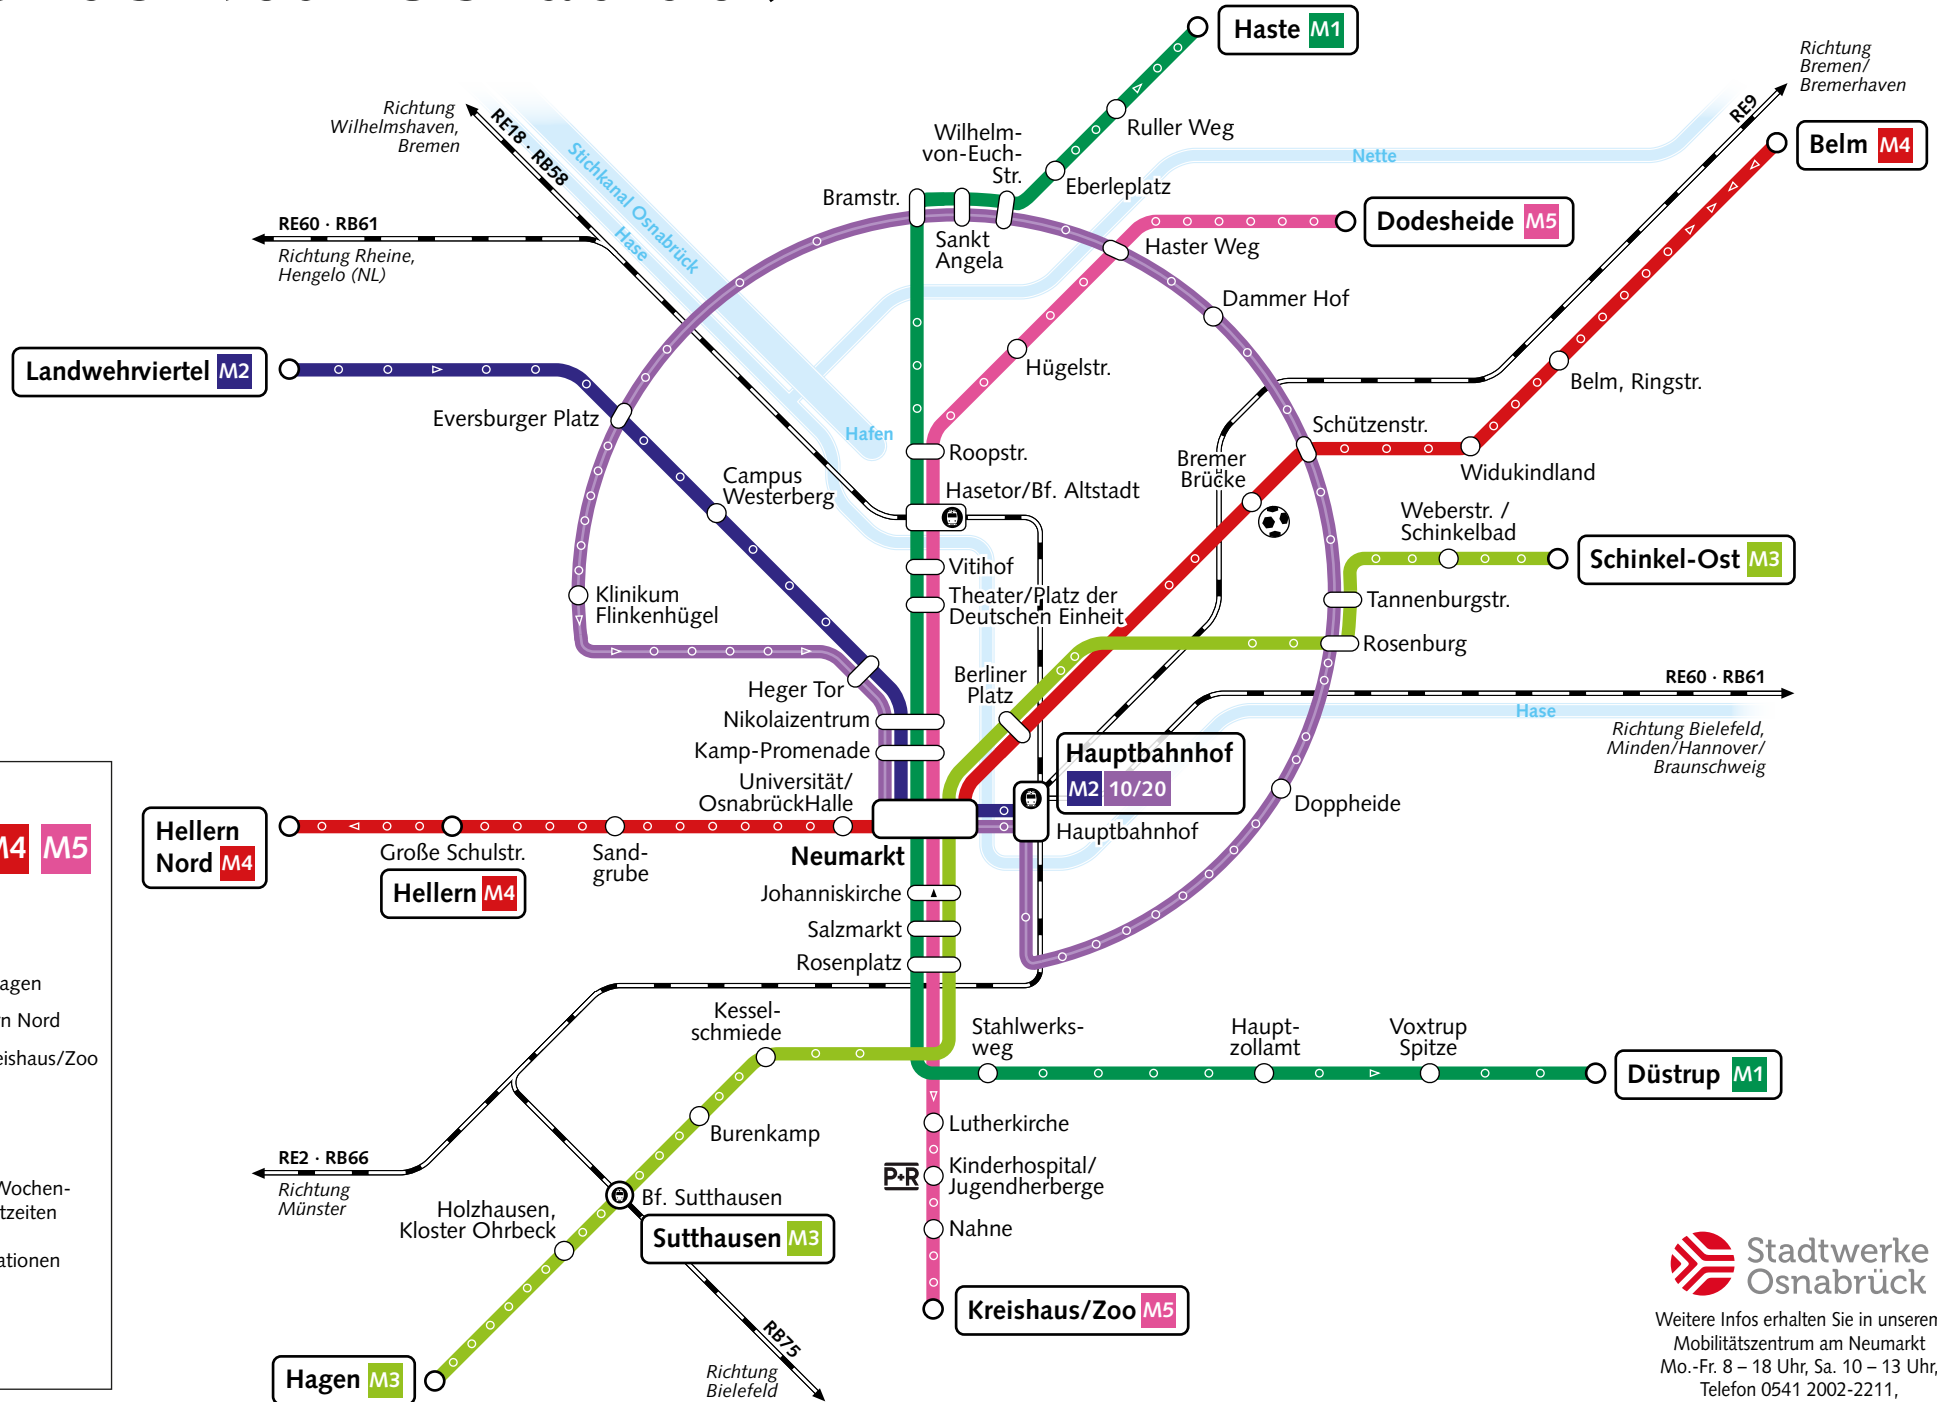 Haste M1
Richtung
Bremen/
Bremerhaven
RE9
Richtung
Wilhelmshaven,
Bremen
RE18 · RB58
Stichkanal Osnabrück
Hase
Wilhelm-
von-Euch-
Str.
Ruller Weg
Nette
Belm M4
Bramstr.
Eberleplatz
RE60 · RB61
Richtung Rheine,
Hengelo (NL)
Sankt
Angela
Haster Weg
Dodesheide M5
Dammer Hof
Landwehrviertel M2
Hügelstr.
Belm, Ringstr.
Eversburger Platz
Hafen
Schützenstr.
Roopstr.
Bremer
Brücke
Widukindland
Campus
Westerberg
Hasetor/Bf. Altstadt
Weberstr. /
Schinkelbad
Schinkel-Ost M3
Vitihof
Klinikum
Flinkenhügel
Theater/Platz der
Deutschen Einheit
Tannenburgstr.
Rosenburg
Berliner
Platz
Heger Tor
RE60 · RB61
Nikolaizentrum
Hase
Richtung Bielefeld,
Minden/Hannover/
Braunschweig
Kamp-Promenade
Hauptbahnhof
M2 10/20
Universität/
OsnabrückHalle
Doppheide
Hauptbahnhof
Hellern
Nord M4
Große Schulstr.
Hellern M4
Sand-
grube
Neumarkt
M4 M5
Johanniskirche
Salzmarkt
Rosenplatz
agen
n Nord
eishaus/Zoo
Kessel-
schmiede
Stahlwerks-
weg
Haupt-
zollamt
Voxtrup
Spitze
Düstrup M1
Burenkamp
Lutherkirche
RE2 · RB66
Richtung
Münster
P+R
Kinderhospital/
Jugendherberge
Wochen-
tzeiten
ationen
Bf. Sutthausen
Holzhausen,
Kloster Ohrbeck
Sutthausen M3
Nahne
Kreishaus/Zoo M5
RB75
Richtung
Bielefeld
Hagen M3
Stadtwerke
Osnabrück
Weitere Infos erhalten Sie in unserem
Mobilitätszentrum am Neumarkt
Mo.-Fr. 8 – 18 Uhr, Sa. 10 – 13 Uhr,
Telefon 0541 2002-2211,